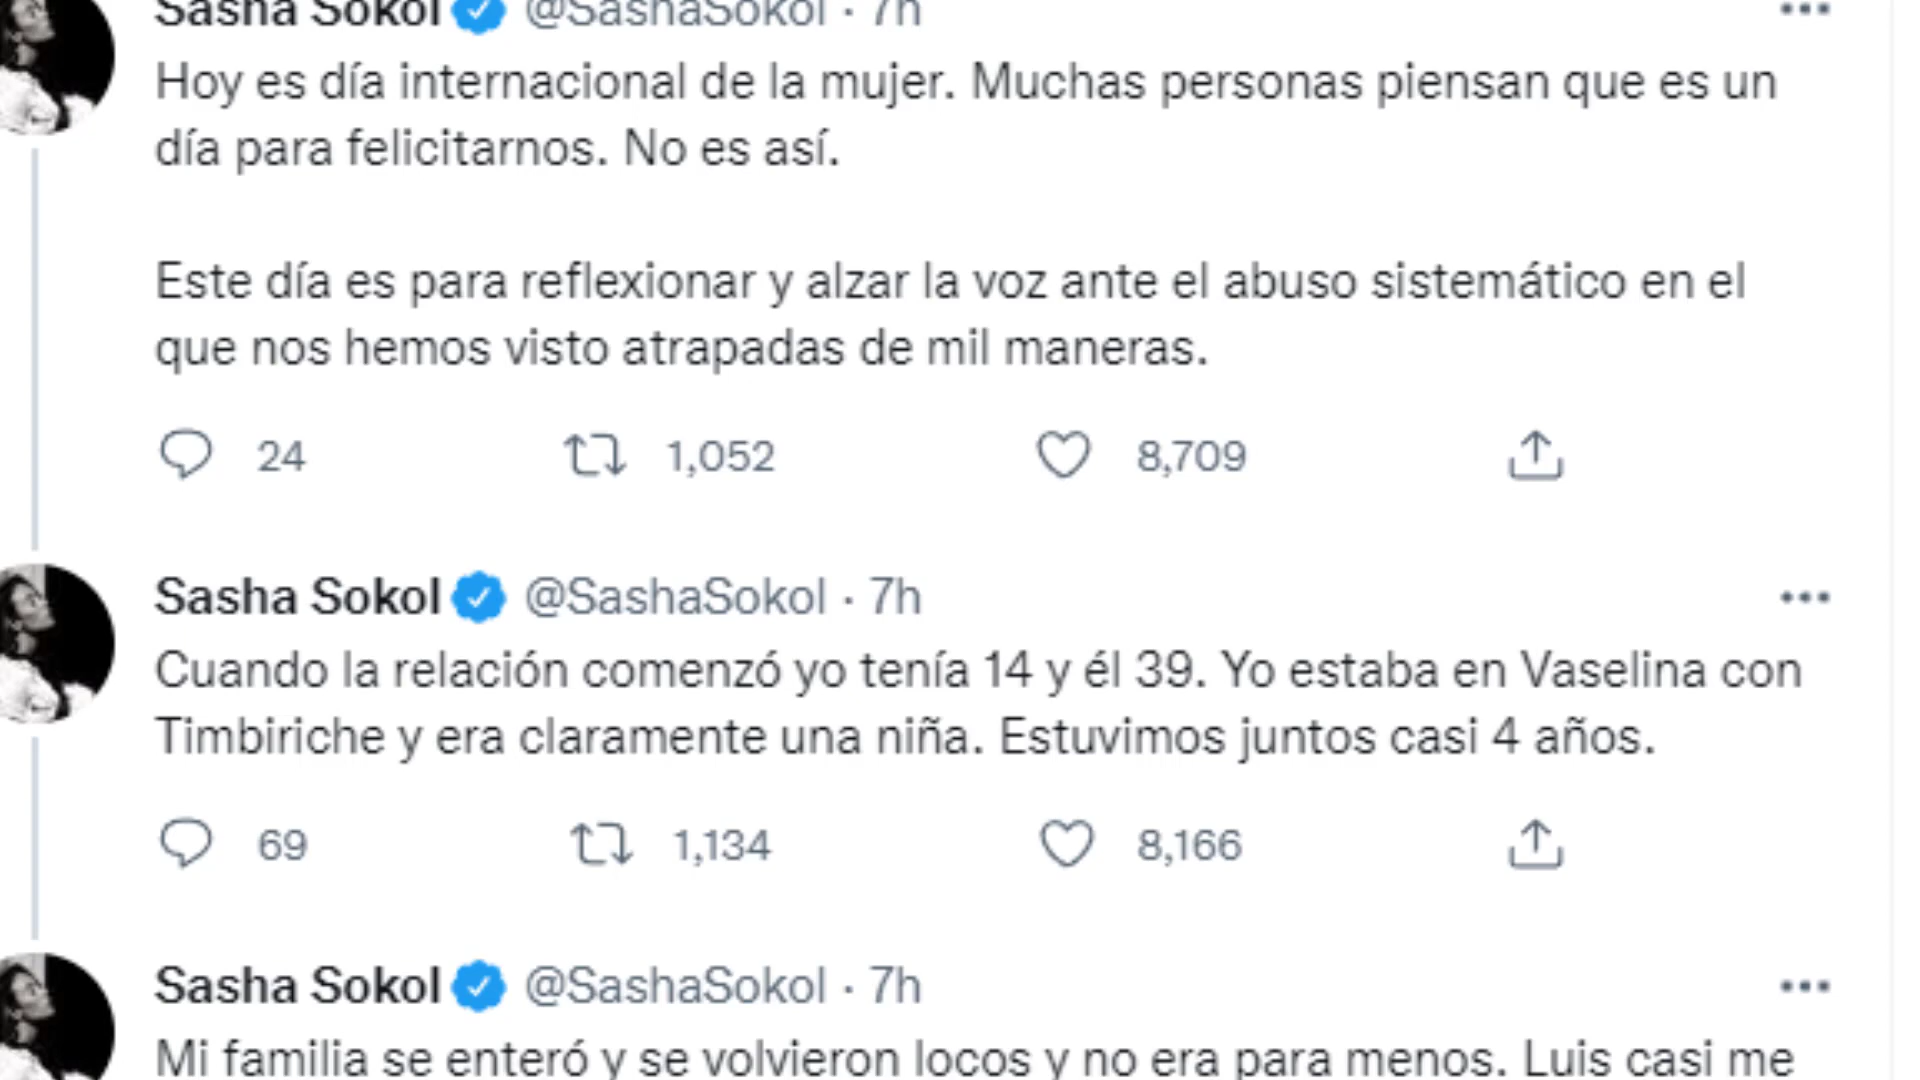 Sasha Sokol @SashaSokol · 7h
Hoy es día internacional de la mujer. Muchas personas piensan que es un
día para felicitarnos. No es así.
Este día es para reflexionar y alzar la voz ante el abuso sistemático en el
que nos hemos visto atrapadas de mil maneras.
24 1,052 8,709
Sasha Sokol @SashaSokol · 7h
Cuando la relación comenzó yo tenía 14 y él 39. Yo estaba en Vaselina con
Timbiriche y era claramente una niña. Estuvimos juntos casi 4 años.
69 1,134 8,166
Sasha Sokol @SashaSokol · 7h
Mi familia se enteró y se volvieron locos y no era para menos. Luis casi me